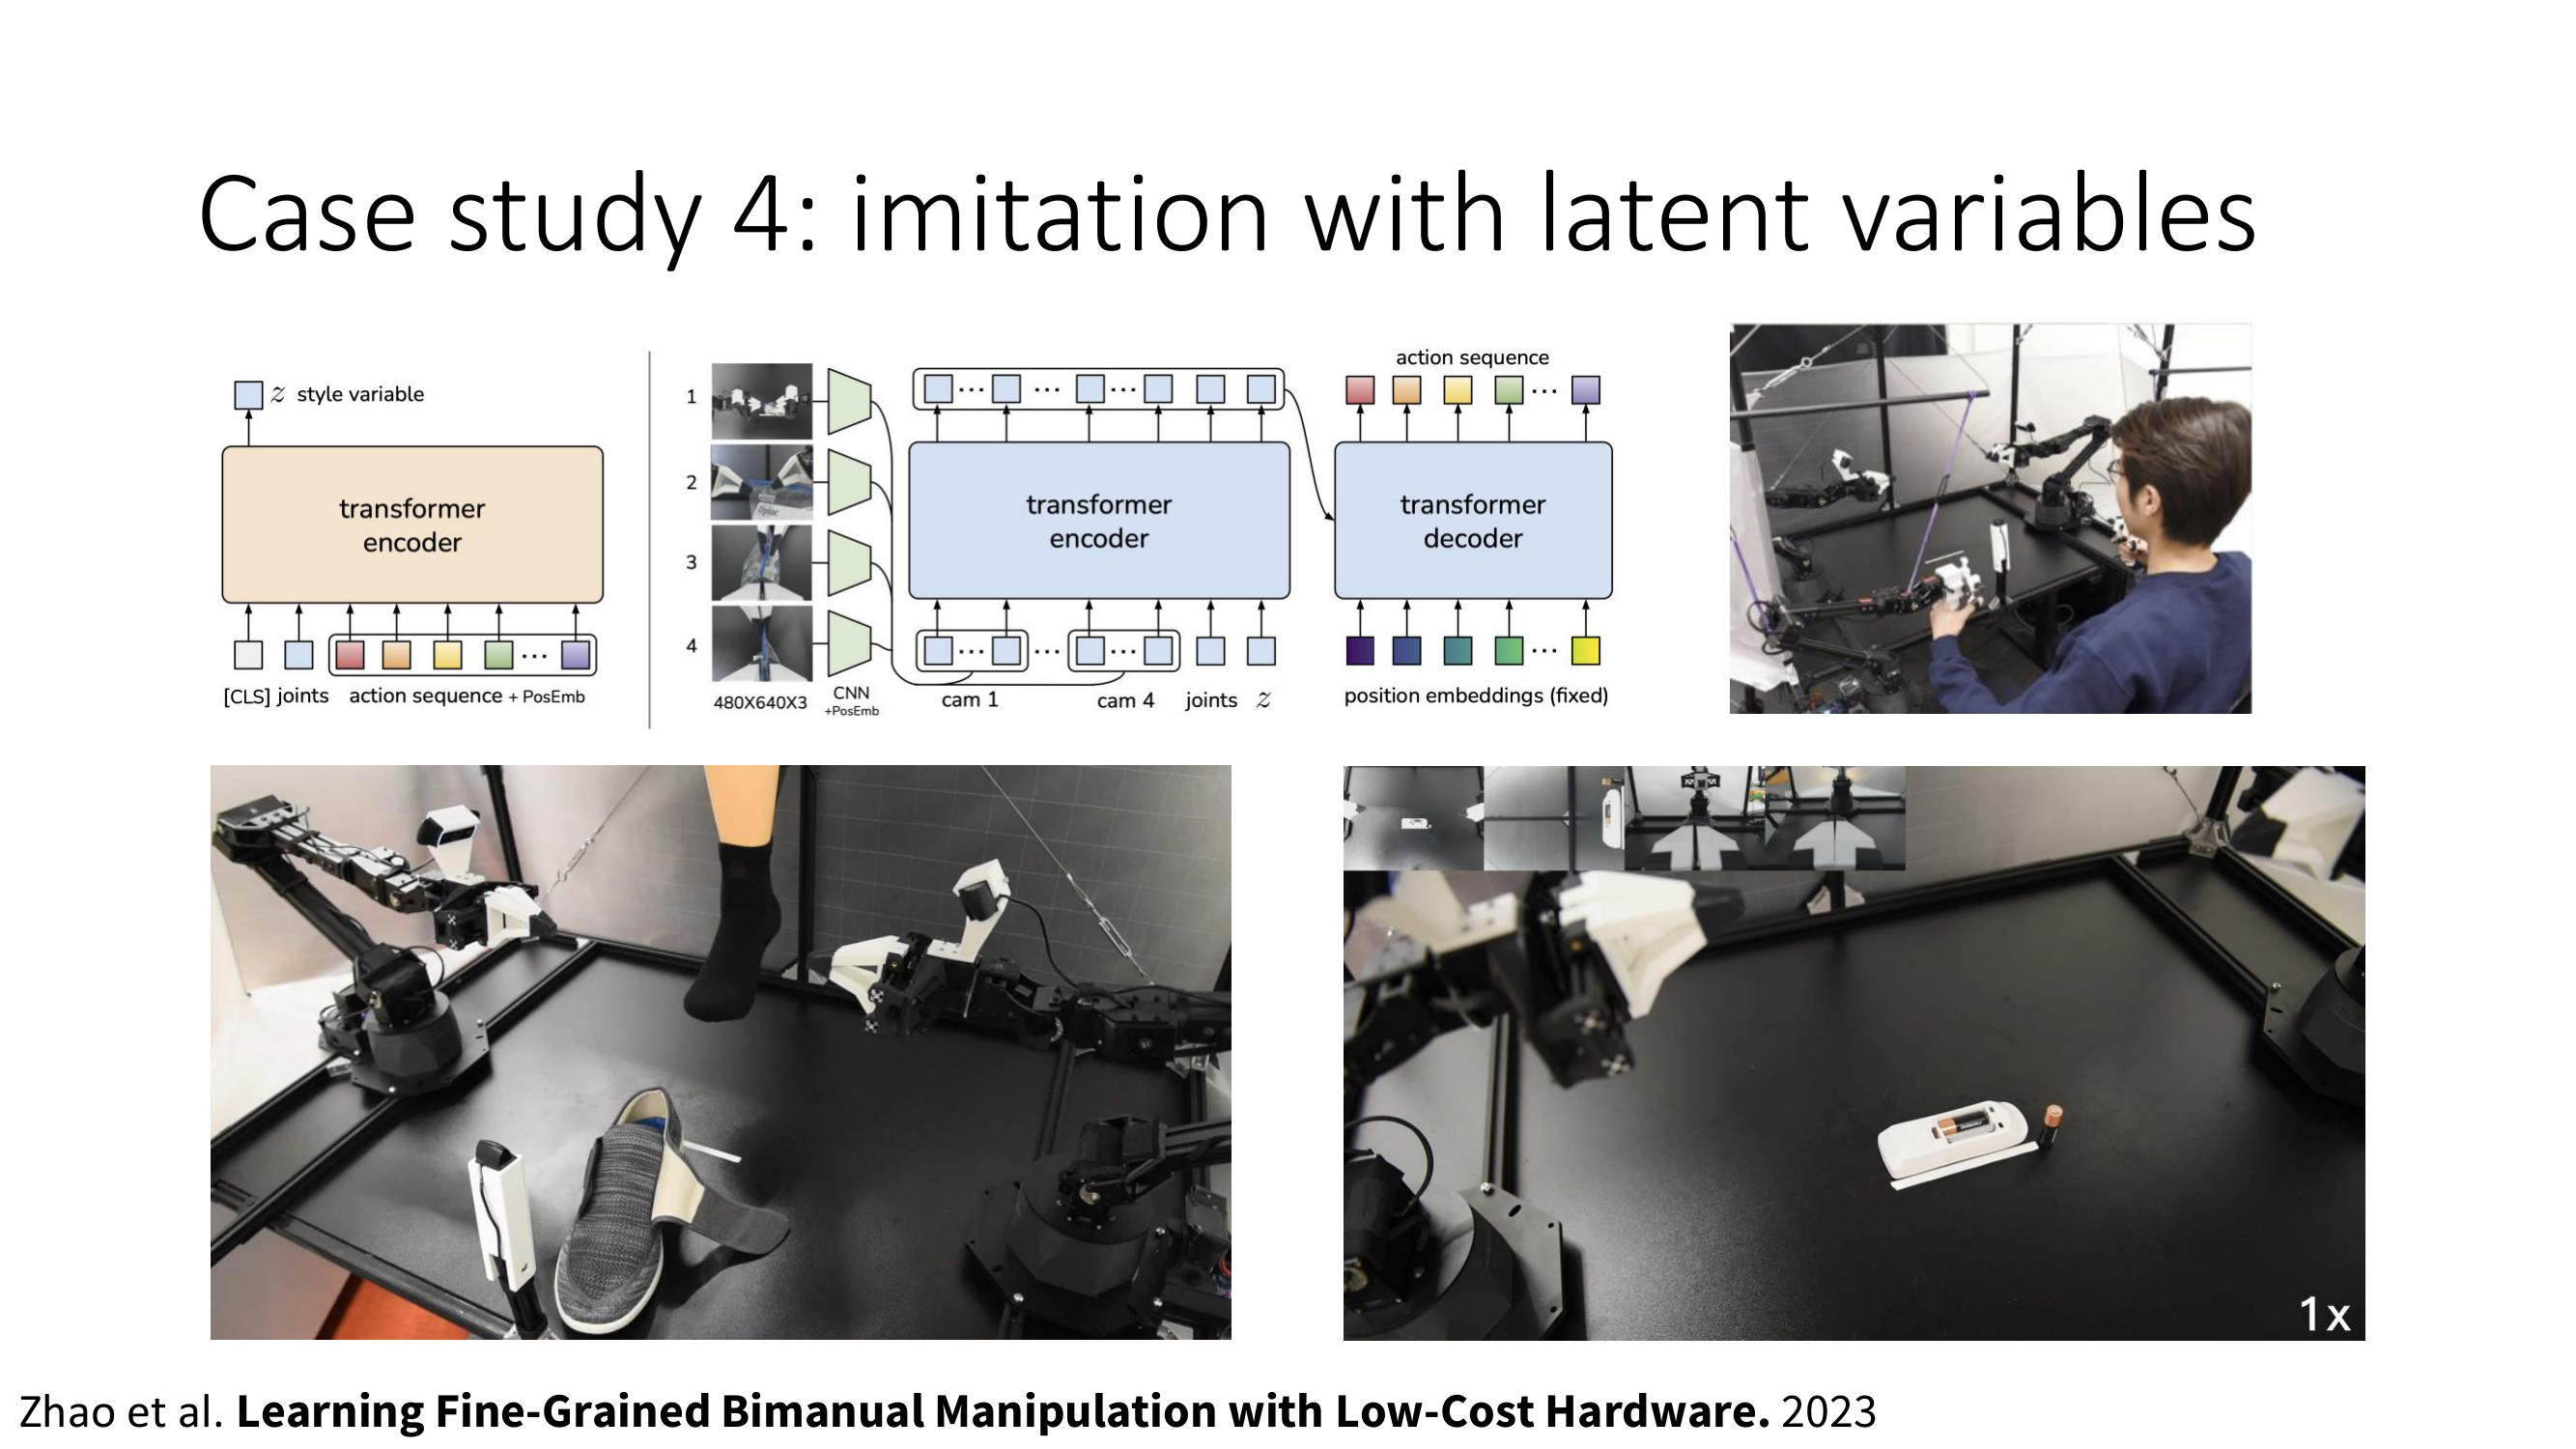 Case study 4: imitation with latent variables
z style variable
transformer
encoder
[CLS] joints action sequence + PosEmb
1
2
3
4
480X640X3
CNN
+PosEmb
transformer
encoder
cam 1 cam 4 joints z
action sequence
transformer
decoder
position embeddings (fixed)
1x
Zhao et al. Learning Fine-Grained Bimanual Manipulation with Low-Cost Hardware. 2023